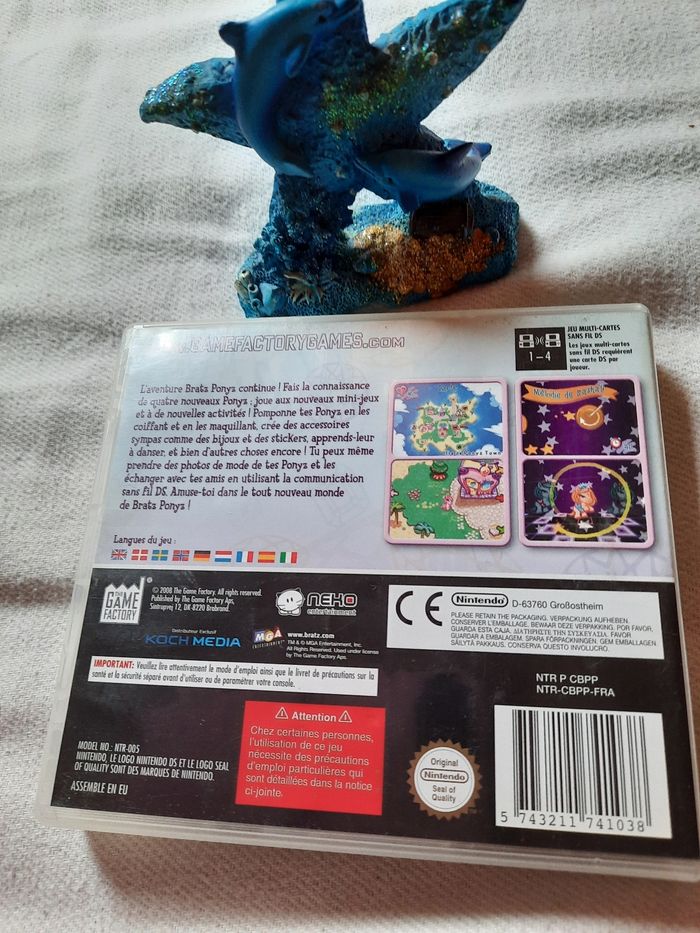 .GAMEFACTORYGAMES.COM
1-4
JEU MULTI-CARTES
SANS FIL DS
Les jeux multi-cartes
sans fil DS requièrent
une carte DS par
joueur.
L'aventure Bratz Ponyz continue ! Fais la connaissance
de quatre nouveaux Ponyz ; joue aux nouveaux mini-jeux
et à de nouvelles activités ! Pomponne tes Ponyz en les
coiffant et en les maquillant, crée des accessoires
sympas comme des bijoux et des stickers, apprends-leur
à danser, et bien d'autres choses encore ! Tu peux même
prendre des photos de mode de tes Ponyz et les
échanger avec tes amis en utilisant la communication
sans fil DS. Amuse-toi dans le tout nouveau monde
de Bratz Ponyz !
Langues du jeu :
THE
GAME
FACTORY
© 2008 The Game Factory. All rights reserved.
Published by The Game Factory Aps.
Sintrupvej 12, DK-8220 Brabrand.
NEKO
entertainment
Distributeur Exclusif
KOCH MEDIA
MGA
ENTERTAINMENT
www.bratz.com
TM & © MGA Entertainment, Inc.
All Rights Reserved. Used under license
by The Game Factory Aps.
CE
Nintendo
D-63760 Großostheim
PLEASE RETAIN THE PACKAGING. VERPACKUNG AUFHEBEN.
CONSERVER L'EMBALLAGE. BEWAAR DEZE VERPAKKING. POR FAVOR,
GUARDA ESTA CAJA. ΔΙΑΤΗΡΗΣΤΕ ΤΗΝ ΣΥΣΚΕΥΑΣΙΑ. FAVOR
GUARDAR A EMBALAGEM. SPARA FÖRPACKNINGEN. GEM EMBALLAGEN
SÄILYTÄ PAKKAUS. CONSERVA QUESTO INVOLUCRO.
IMPORTANT: Veuillez lire attentivement le mode d'emploi ainsi que le livret de précautions sur la
santé et la sécurité séparé avant d'utiliser ou de paramétrer votre console.
NTR P CBPP
NTR-CBPP-FRA
Attention
Chez certaines personnes,
l'utilisation de ce jeu
nécessite des précautions
d'emploi particulières qui
sont détaillées dans la notice
ci-jointe.
MODEL NO.: NTR-005
NINTENDO, LE LOGO NINTENDO DS ET LE LOGO SEAL
OF QUALITY SONT DES MARQUES DE NINTENDO.
ASSEMBLE EN EU
Original
Nintendo
Seal of
Quality
5 743211 741038